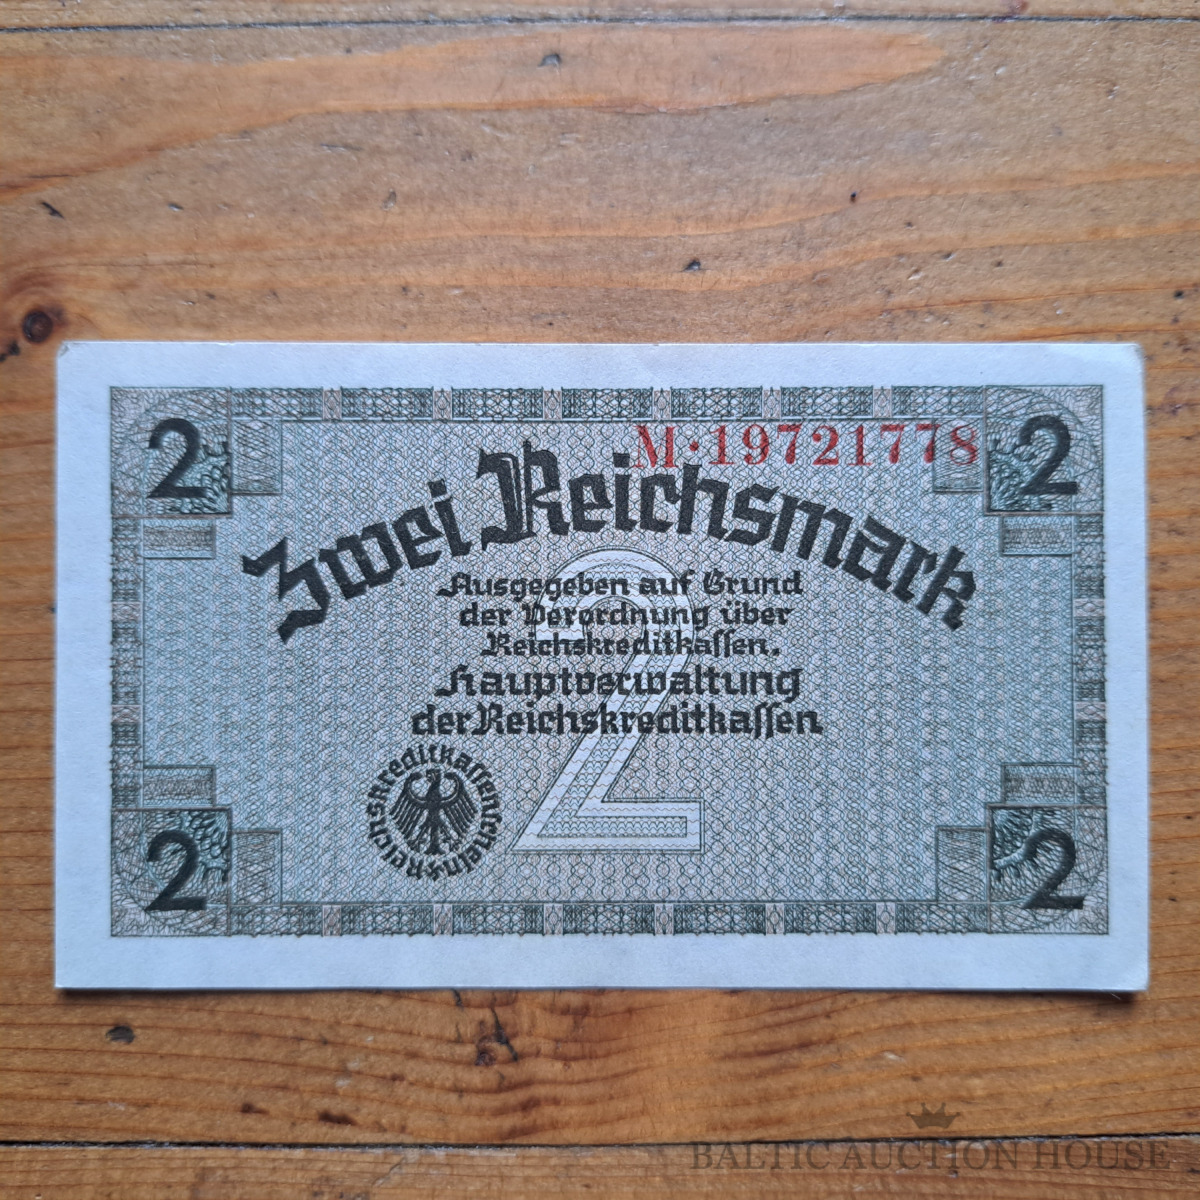 2 2
M·19721778
Zwei Reichsmark
Ausgegeben auf Grund
der Verordnung über
Reichskreditkassen.
Hauptverwaltung
der Reichskreditkassen
2
Reichskreditkassenschein
2 2
BALTIC AUCTION HOUSE